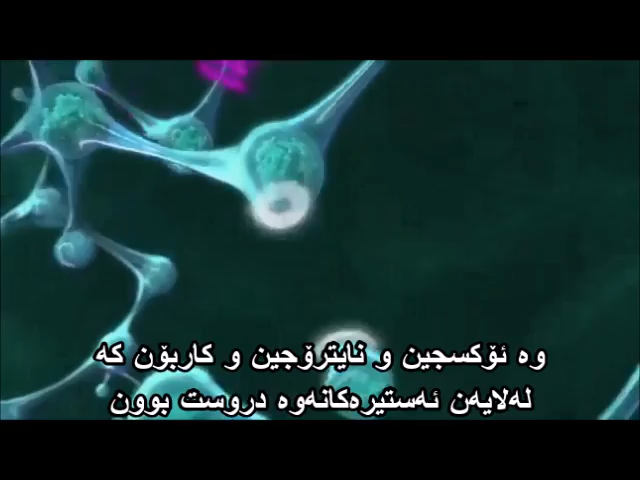 وە ئۆکسجین و نایترۆجین و کاربۆن کە
لەلایەن ئەستیرەکانەوە دروست بوون